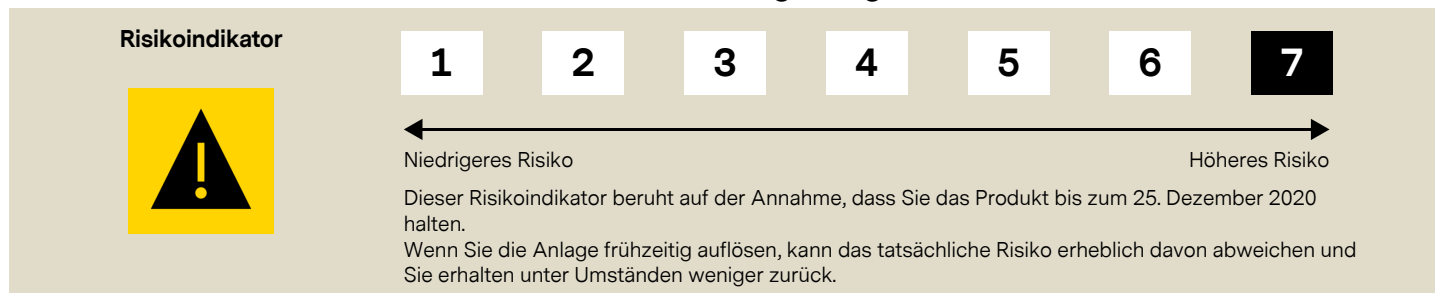 Risikoindikator
1 2 3 4 5 6 7
Niedrigeres Risiko Höheres Risiko
Dieser Risikoindikator beruht auf der Annahme, dass Sie das Produkt bis zum 25. Dezember 2020
halten.
Wenn Sie die Anlage frühzeitig auflösen, kann das tatsächliche Risiko erheblich davon abweichen und
Sie erhalten unter Umständen weniger zurück.